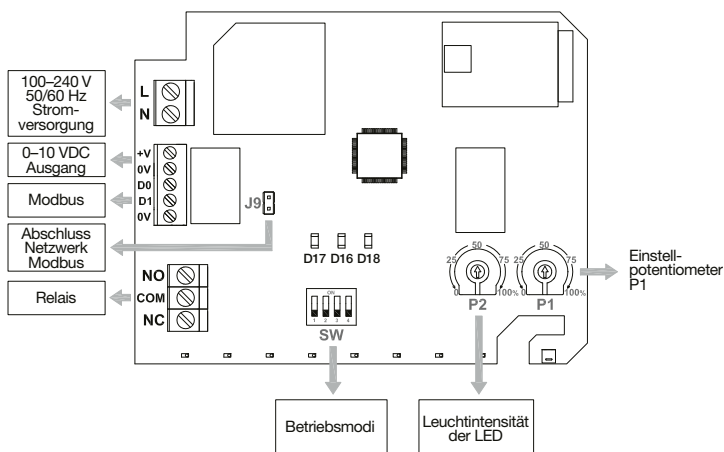 100–240 V
50/60 Hz
Strom-
versorgung
0–10 VDC
Ausgang
Modbus
Abschluss
Netzwerk
Modbus
Relais
L
N
+V
0V
D0
D1
0V
J9
NO
COM
NC
D17 D16 D18
ON
1 2 3 4
SW
0 25 50 75 100%
P2
0 25 50 75 100%
P1
Einstell-
potentiometer
P1
Betriebsmodi
Leuchtintensität
der LED